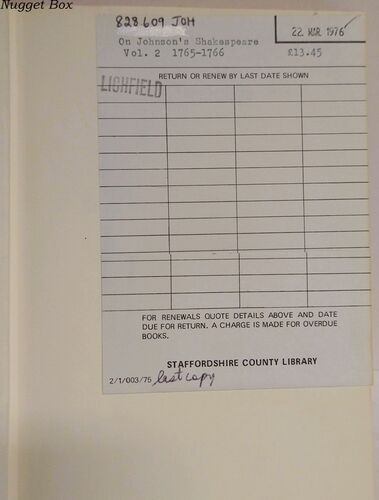 Nugget Box
828.609 JOH
22. MAR. 1976
On Johnson's Shakespeare
Vol. 2 1765-1766
£13.45
RETURN OR RENEW BY LAST DATE SHOWN
LICHFIELD
FOR RENEWALS QUOTE DETAILS ABOVE AND DATE
DUE FOR RETURN. A CHARGE IS MADE FOR OVERDUE
BOOKS.
STAFFORDSHIRE COUNTY LIBRARY
2/1/003/75 last copy